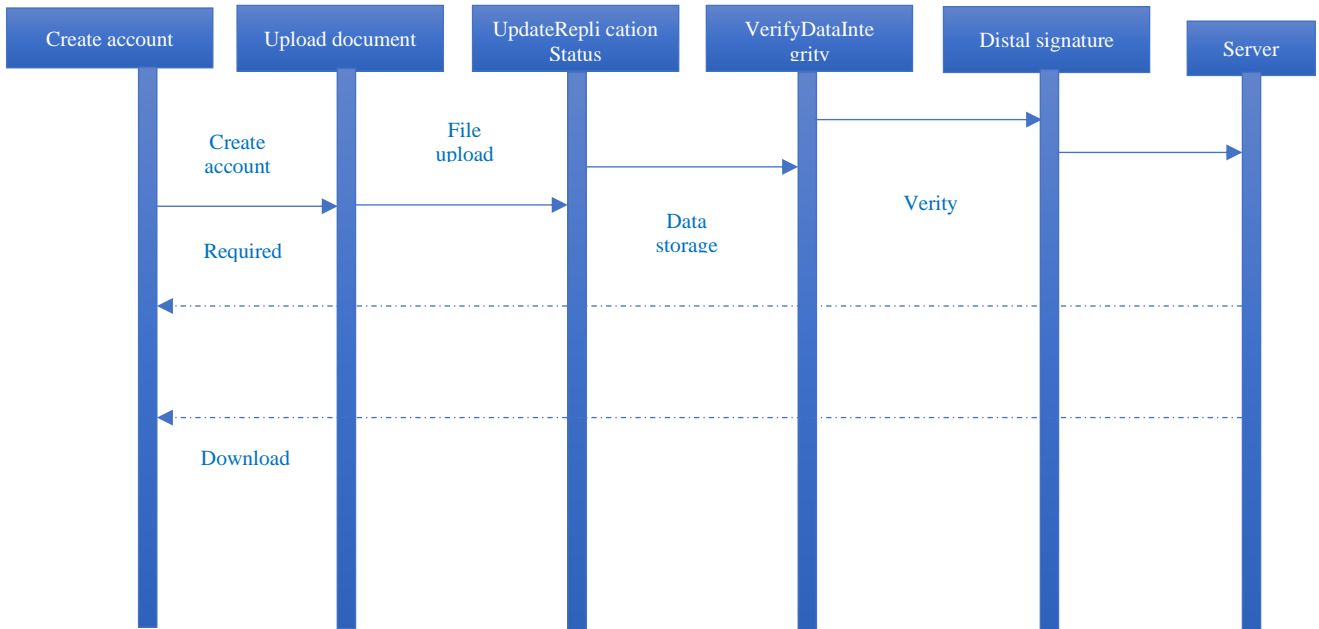 Create account
Upload document
UpdateRepli cation
Status
VerifyDataInte
grity
Distal signature
Server
Create
account
File
upload
Data
storage
Verity
Required
Download